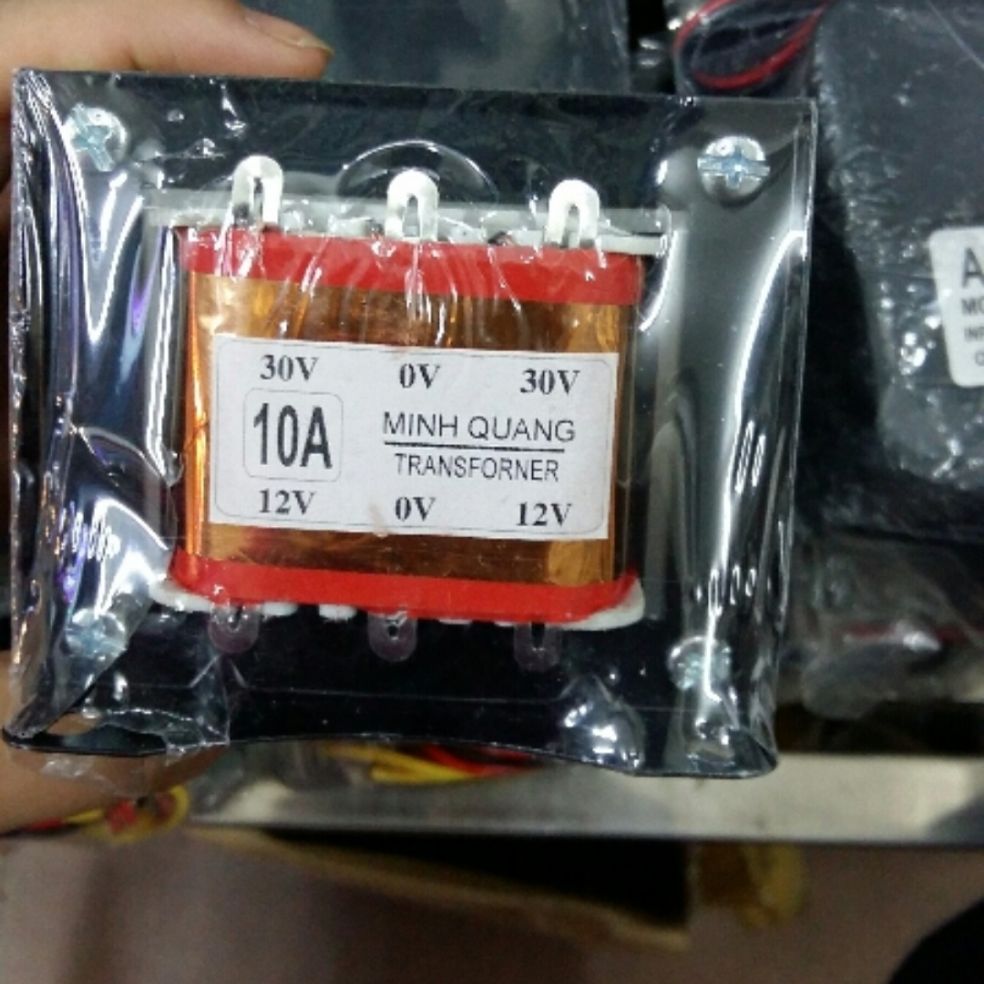 30V 0V 30V
10A
MINH QUANG
TRANSFORNER
12V 0V 12V
A